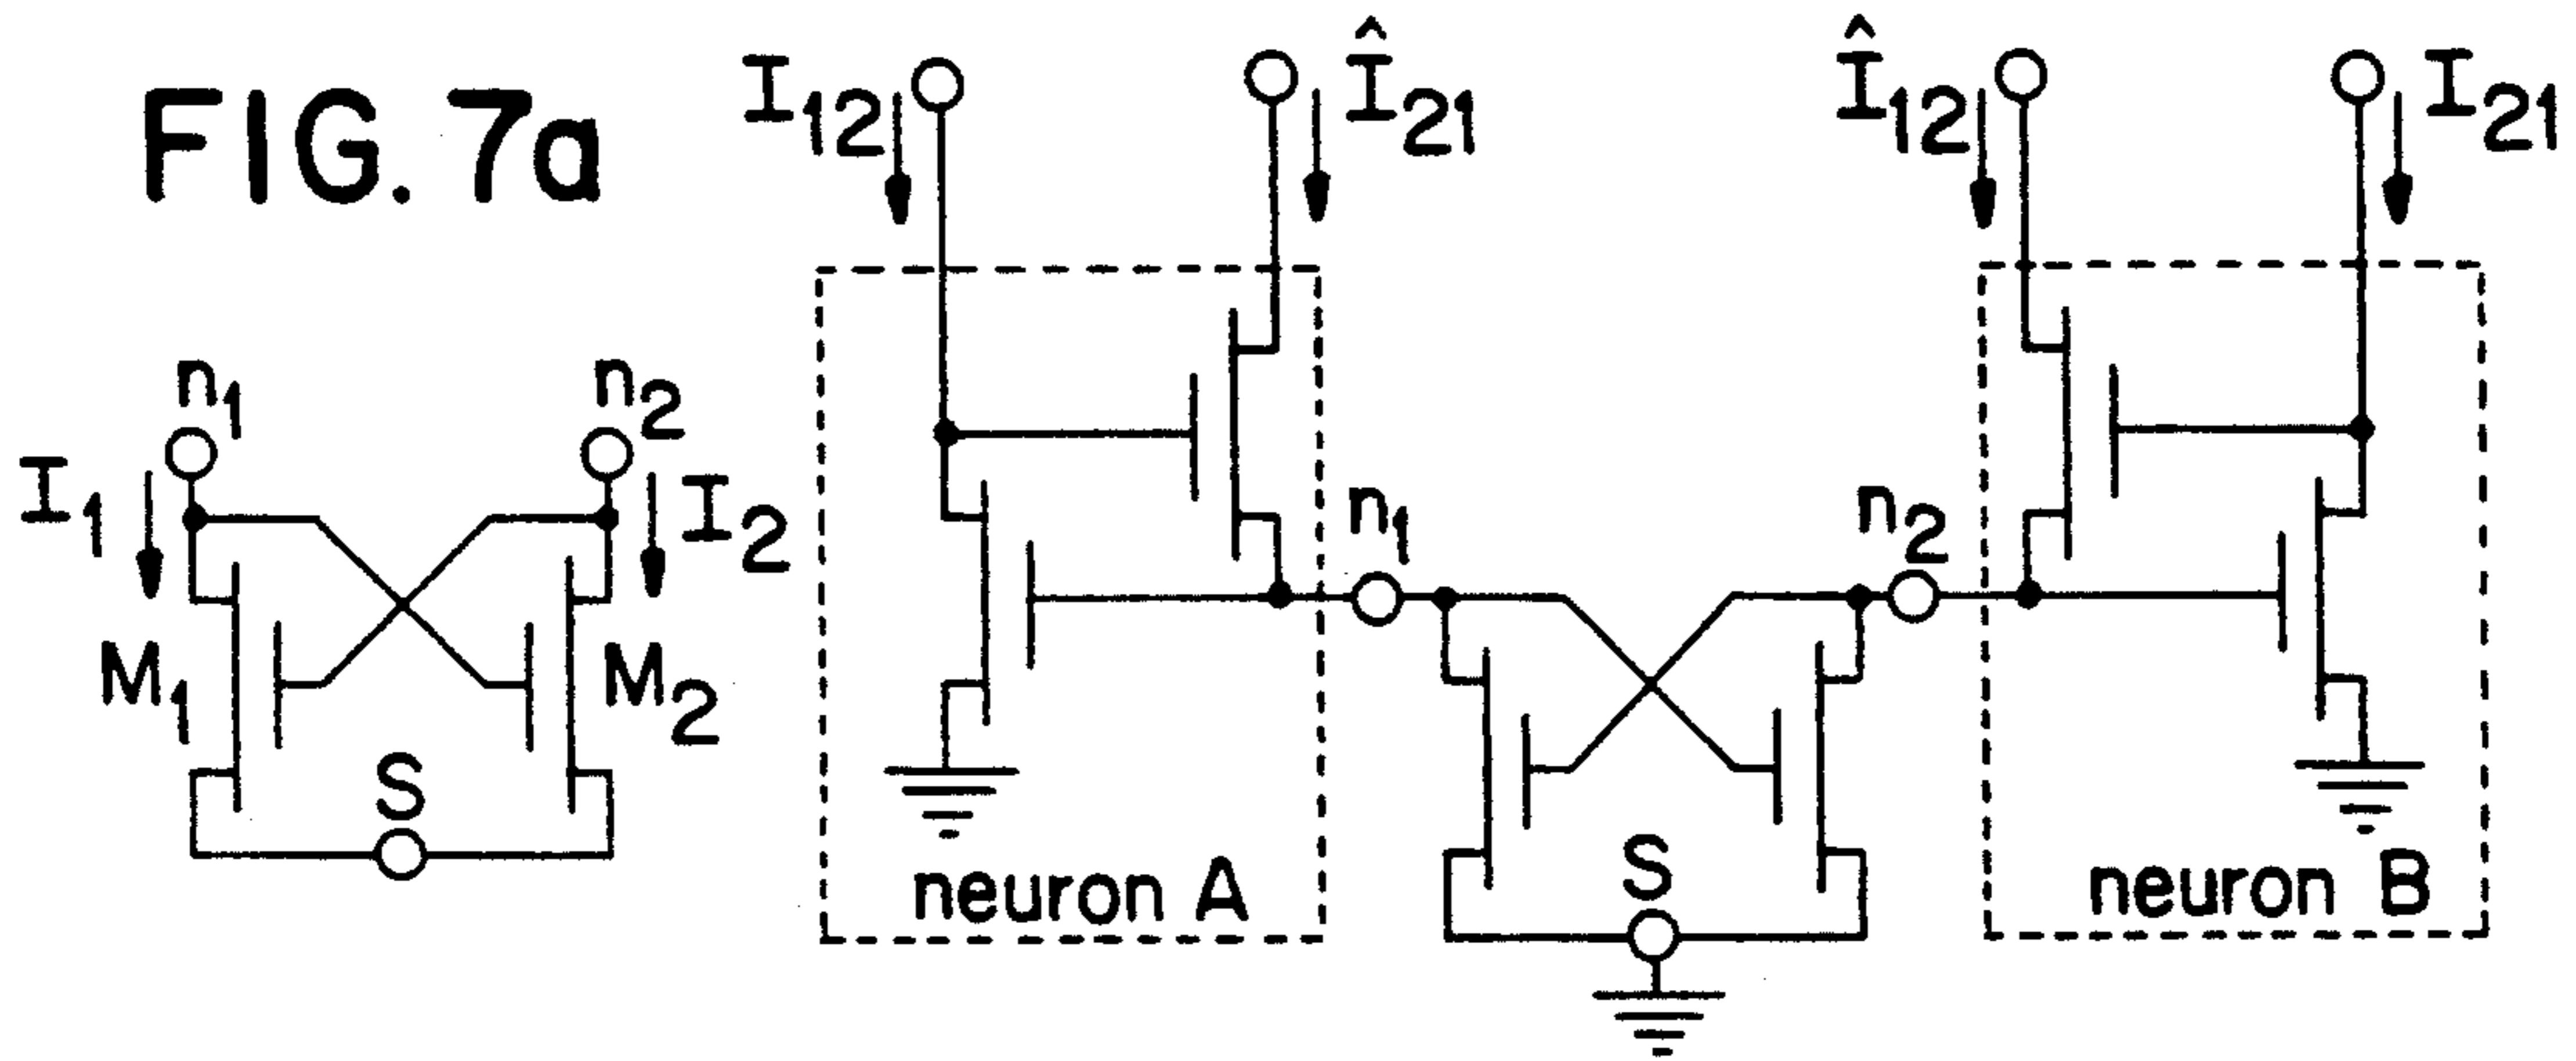 FIG. 7a
I12
Î21
Î12
I21
n1
n2
I1
I2
M1
M2
S
n1
n2
S
neuron A
neuron B